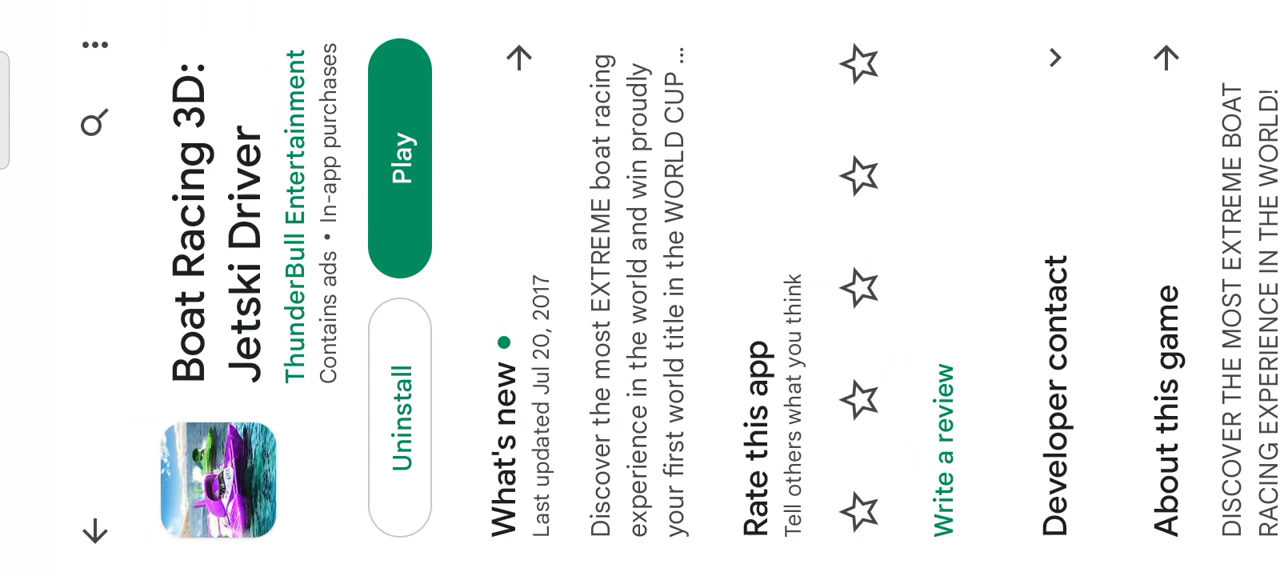 Boat Racing 3D:
Jetski Driver
ThunderBull Entertainment
Contains ads • In-app purchases
Uninstall
Play
What's new
Last updated Jul 20, 2017
Discover the most EXTREME boat racing
experience in the world and win proudly
your first world title in the WORLD CUP ...
Rate this app
Tell others what you think
Write a review
Developer contact
About this game
DISCOVER THE MOST EXTREME BOAT
RACING EXPERIENCE IN THE WORLD!